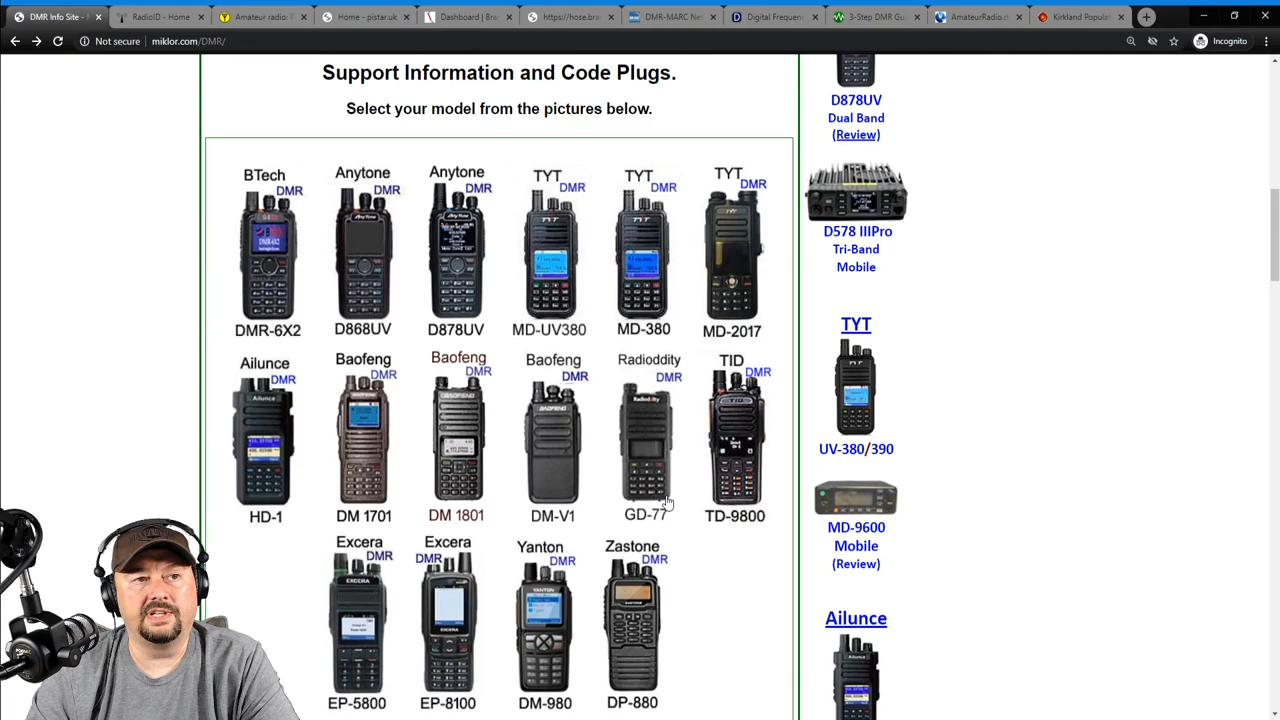 DMR Info Site -
RadioID - Home
Amateur radio: F
Home - pistar.uk
Dashboard | Bra
https://hose.bra
DMR-MARC Net
Digital Frequenc
3-Step DMR Gu
AmateurRadio.c
Kirkland Populat
Not secure | miklor.com/DMR/
Incognito
Support Information and Code Plugs.
Select your model from the pictures below.
BTech Anytone Anytone TYT TYT TYT
DMR DMR DMR DMR DMR DMR
DMR-6X2 D868UV D878UV MD-UV380 MD-380 MD-2017
Ailunce Baofeng Baofeng Baofeng Radioddity TID
DMR DMR DMR DMR DMR DMR
HD-1 DM 1701 DM 1801 DM-V1 GD-77 TD-9800
Excera Excera Yanton Zastone
DMR DMR DMR DMR
EP-5800 EP-8100 DM-980 DP-880
D878UV
Dual Band
(Review)
D578 IIIPro
Tri-Band
Mobile
TYT
UV-380/390
MD-9600
Mobile
(Review)
Ailunce